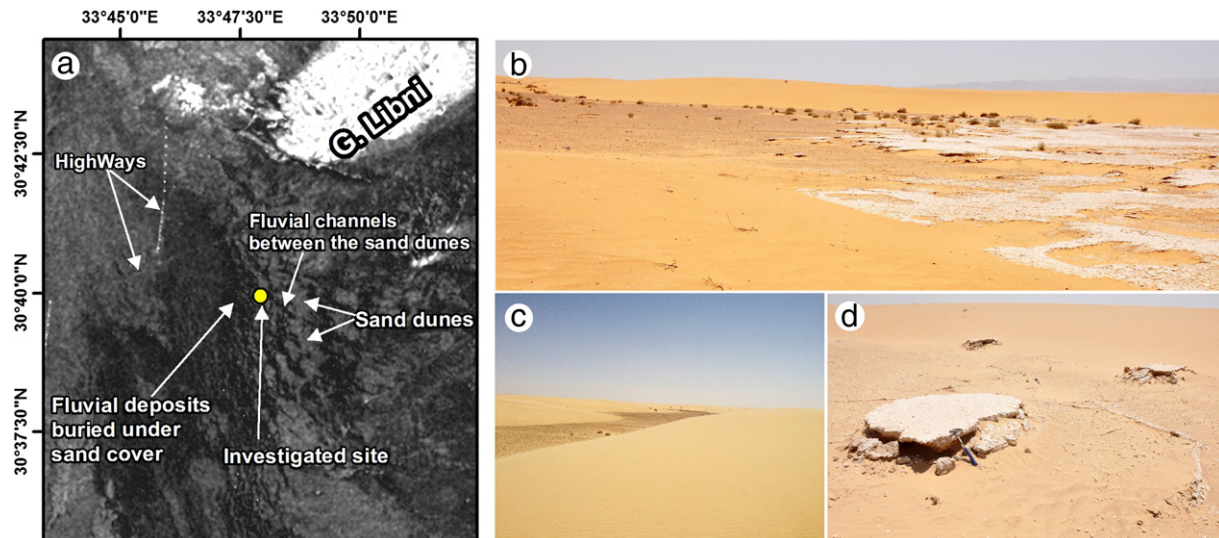 33°45'0"E 33°47'30"E 33°50'0"E
a
G. Libni
30°42'30"N
HighWays
Fluvial channels
between the sand dunes
30°40'0"N
Sand dunes
Fluvial deposits
buried under
sand cover
30°37'30"N
Investigated site
b
c
d